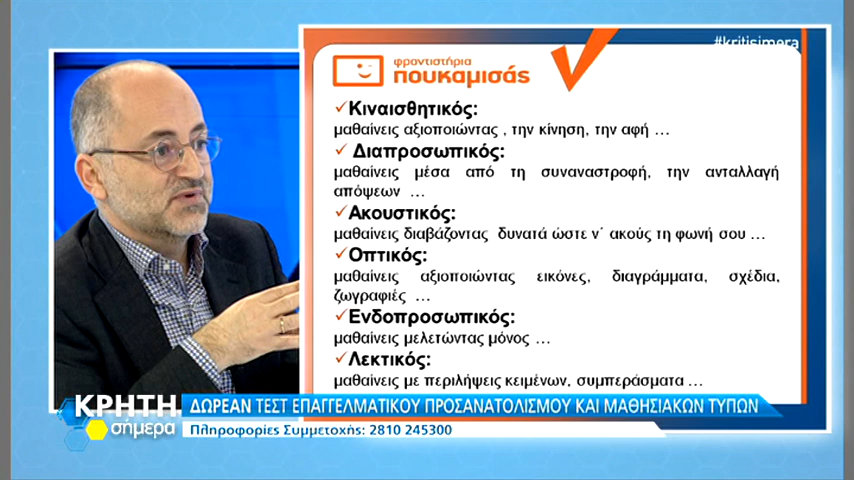 #kritisimera
φροντιστήρια
πουκαμισάς
Κιναισθητικός:
μαθαίνεις αξιοποιώντας , την κίνηση, την αφή …
Διαπροσωπικός:
μαθαίνεις μέσα από τη συναναστροφή, την ανταλλαγή
απόψεων …
Ακουστικός:
μαθαίνεις διαβάζοντας δυνατά ώστε ν΄ ακούς τη φωνή σου …
Οπτικός:
μαθαίνεις αξιοποιώντας εικόνες, διαγράμματα, σχέδια,
ζωγραφιές …
Ενδοπροσωπικός:
μαθαίνεις μελετώντας μόνος …
Λεκτικός:
μαθαίνεις με περιλήψεις κειμένων, συμπεράσματα …
ΚΡΗΤΗ
σήμερα
ΔΩΡΕΑΝ ΤΕΣΤ ΕΠΑΓΓΕΛΜΑΤΙΚΟΥ ΠΡΟΣΑΝΑΤΟΛΙΣΜΟΥ ΚΑΙ ΜΑΘΗΣΙΑΚΩΝ ΤΥΠΩΝ
Πληροφορίες Συμμετοχής: 2810 245300